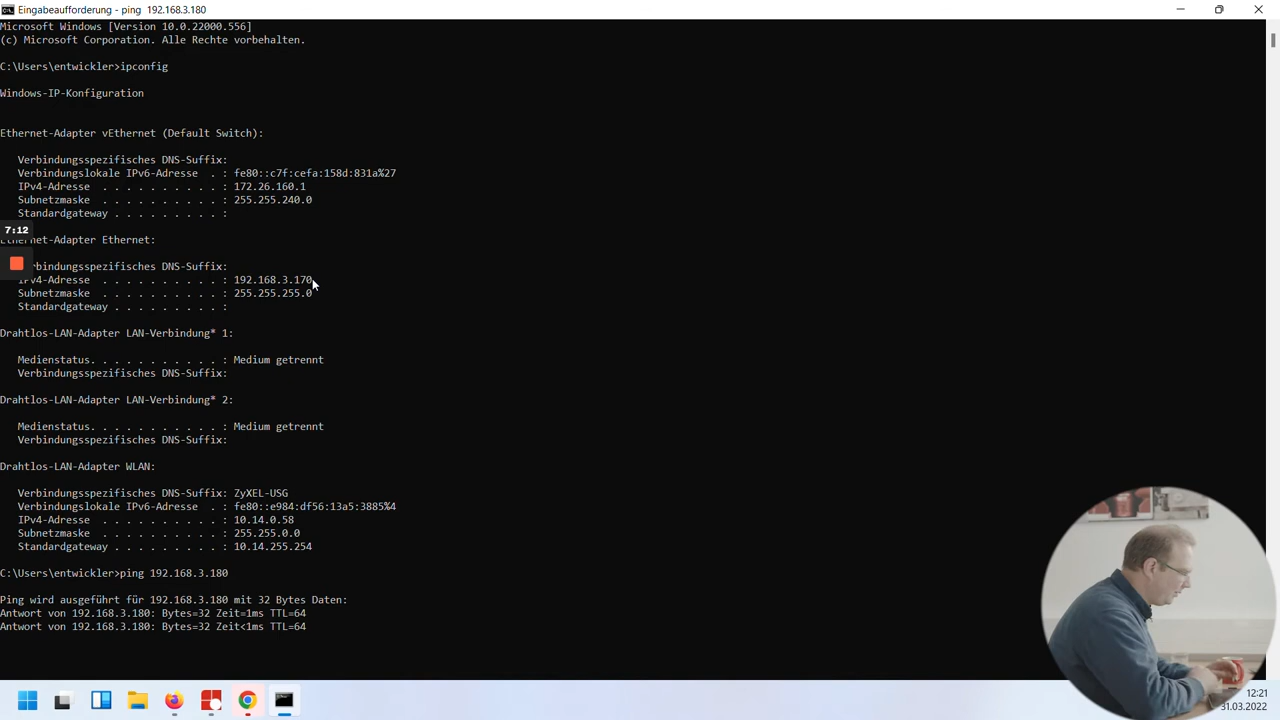 Eingabeaufforderung - ping 192.168.3.180
Microsoft Windows [Version 10.0.22000.556]
(c) Microsoft Corporation. Alle Rechte vorbehalten.
C:\Users\entwickler>ipconfig
Windows-IP-Konfiguration
Ethernet-Adapter vEthernet (Default Switch):
Verbindungsspezifisches DNS-Suffix:
Verbindungslokale IPv6-Adresse . : fe80::c7f:cefa:158d:831a%27
IPv4-Adresse . . . . . . . . . . : 172.26.160.1
Subnetzmaske . . . . . . . . . . : 255.255.240.0
Standardgateway . . . . . . . . . :
7:12
Ethernet-Adapter Ethernet:
rbindungsspezifisches DNS-Suffix:
IPv4-Adresse . . . . . . . . . . : 192.168.3.170
Subnetzmaske . . . . . . . . . . : 255.255.255.0
Standardgateway . . . . . . . . . :
Drahtlos-LAN-Adapter LAN-Verbindung* 1:
Medienstatus. . . . . . . . . . . : Medium getrennt
Verbindungsspezifisches DNS-Suffix:
Drahtlos-LAN-Adapter LAN-Verbindung* 2:
Medienstatus. . . . . . . . . . . : Medium getrennt
Verbindungsspezifisches DNS-Suffix:
Drahtlos-LAN-Adapter WLAN:
Verbindungsspezifisches DNS-Suffix: ZyXEL-USG
Verbindungslokale IPv6-Adresse . : fe80::e984:df56:13a5:3885%4
IPv4-Adresse . . . . . . . . . . : 10.14.0.58
Subnetzmaske . . . . . . . . . . : 255.255.0.0
Standardgateway . . . . . . . . . : 10.14.255.254
C:\Users\entwickler>ping 192.168.3.180
Ping wird ausgeführt für 192.168.3.180 mit 32 Bytes Daten:
Antwort von 192.168.3.180: Bytes=32 Zeit=1ms TTL=64
Antwort von 192.168.3.180: Bytes=32 Zeit<1ms TTL=64
12:21
31.03.2022